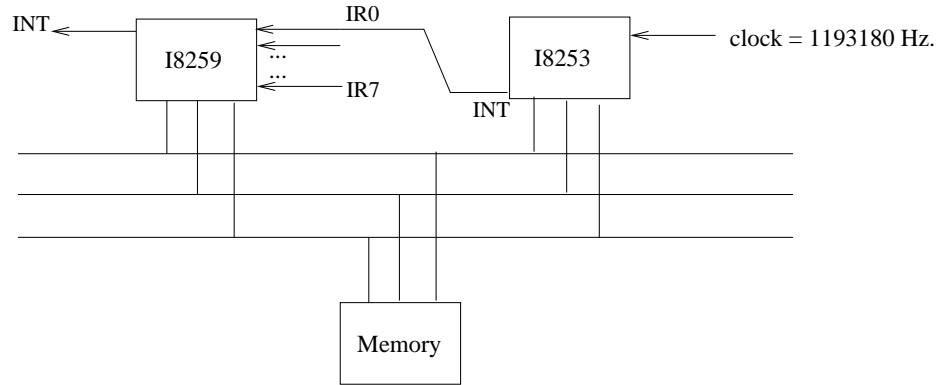 INT
IR0
I8259
...
...
IR7
INT
I8253
clock = 1193180 Hz.
Memory